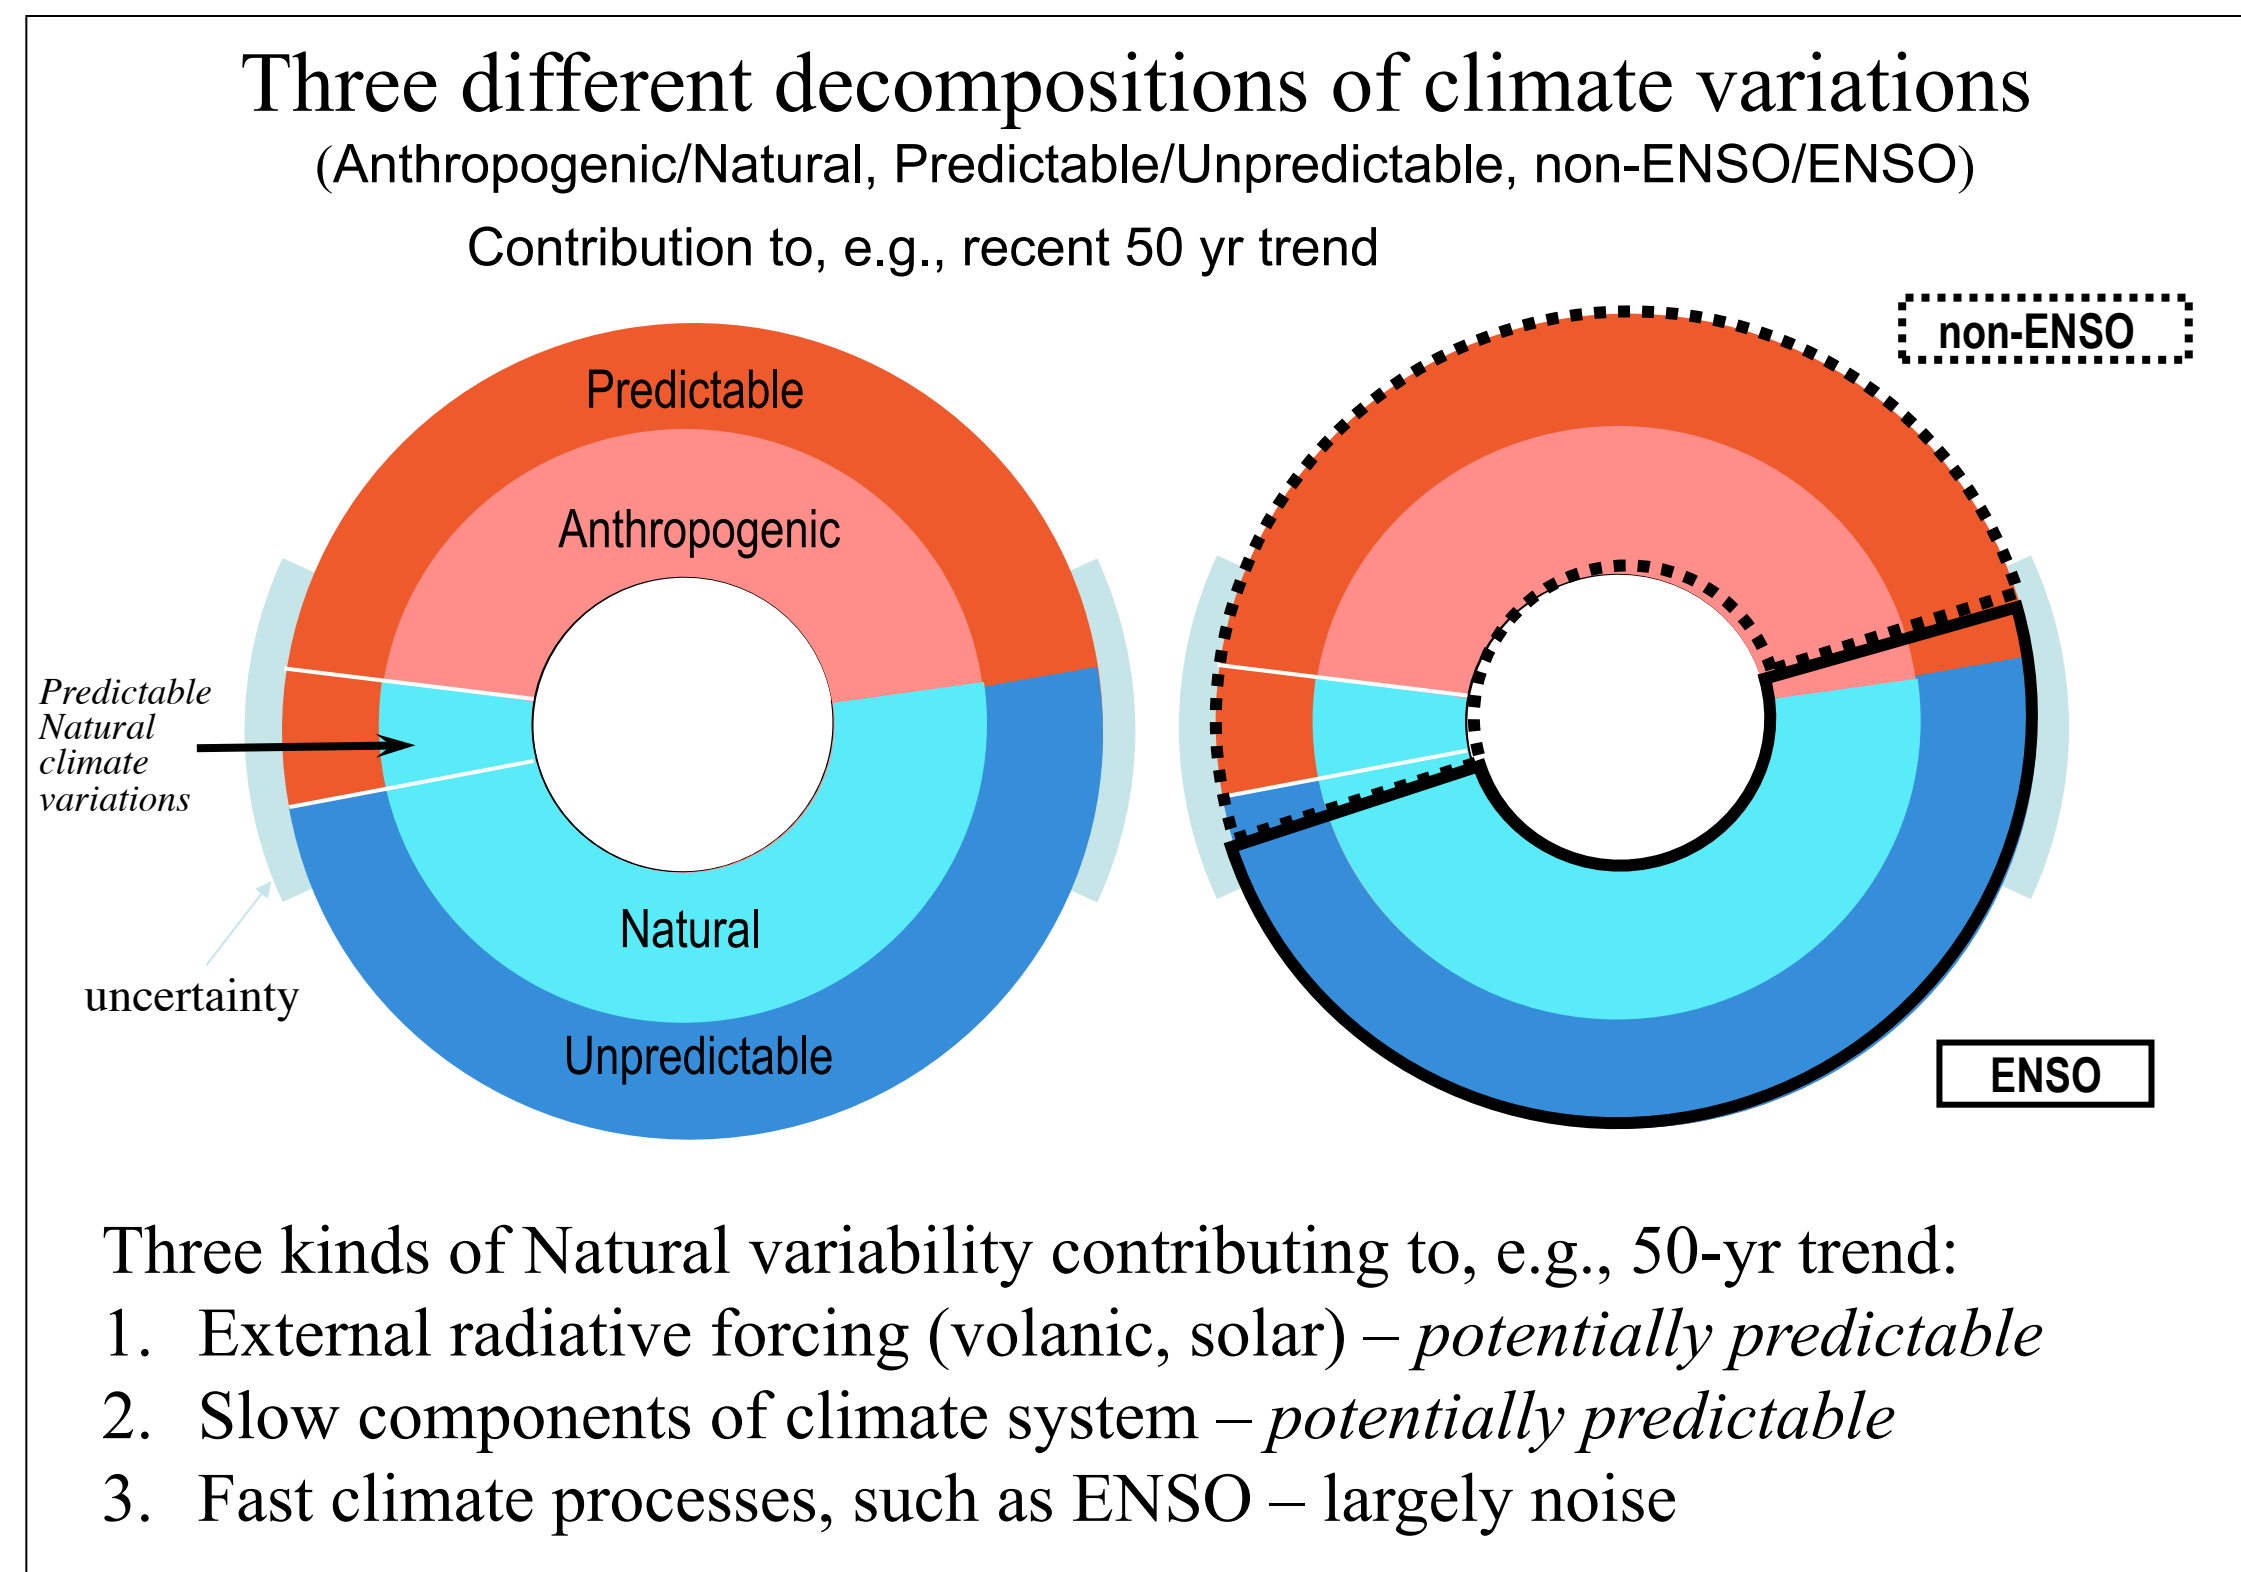 Three different decompositions of climate variations
(Anthropogenic/Natural, Predictable/Unpredictable, non-ENSO/ENSO)
Contribution to, e.g., recent 50 yr trend
Predictable
Anthropogenic
Predictable
Natural
climate
variations
Natural
uncertainty
Unpredictable
non-ENSO
ENSO
Three kinds of Natural variability contributing to, e.g., 50-yr trend:
1. External radiative forcing (volanic, solar) – potentially predictable
2. Slow components of climate system – potentially predictable
3. Fast climate processes, such as ENSO – largely noise